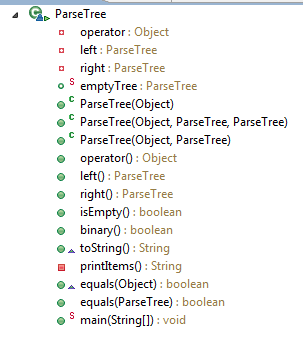 ParseTree
operator : Object
left : ParseTree
right : ParseTree
S emptyTree : ParseTree
C ParseTree(Object)
C ParseTree(Object, ParseTree, ParseTree)
C ParseTree(Object, ParseTree)
operator() : Object
left() : ParseTree
right() : ParseTree
isEmpty() : boolean
binary() : boolean
toString() : String
printItems() : String
equals(Object) : boolean
equals(ParseTree) : boolean
S main(String[]) : void